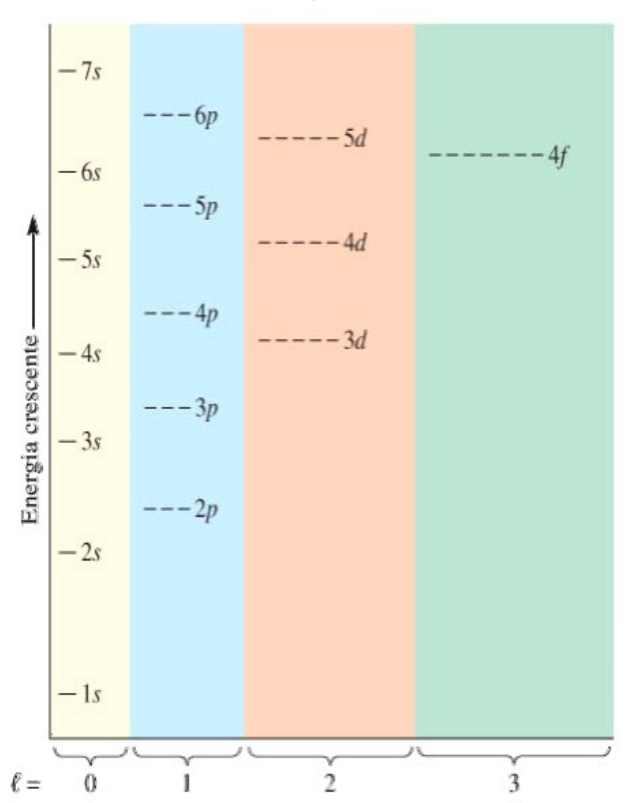 7s
6p
5d
4f
6s
5p
4d
5s
4p
3d
4s
3p
3s
2p
2s
1s
Energia crescente
ℓ = 0 1 2 3